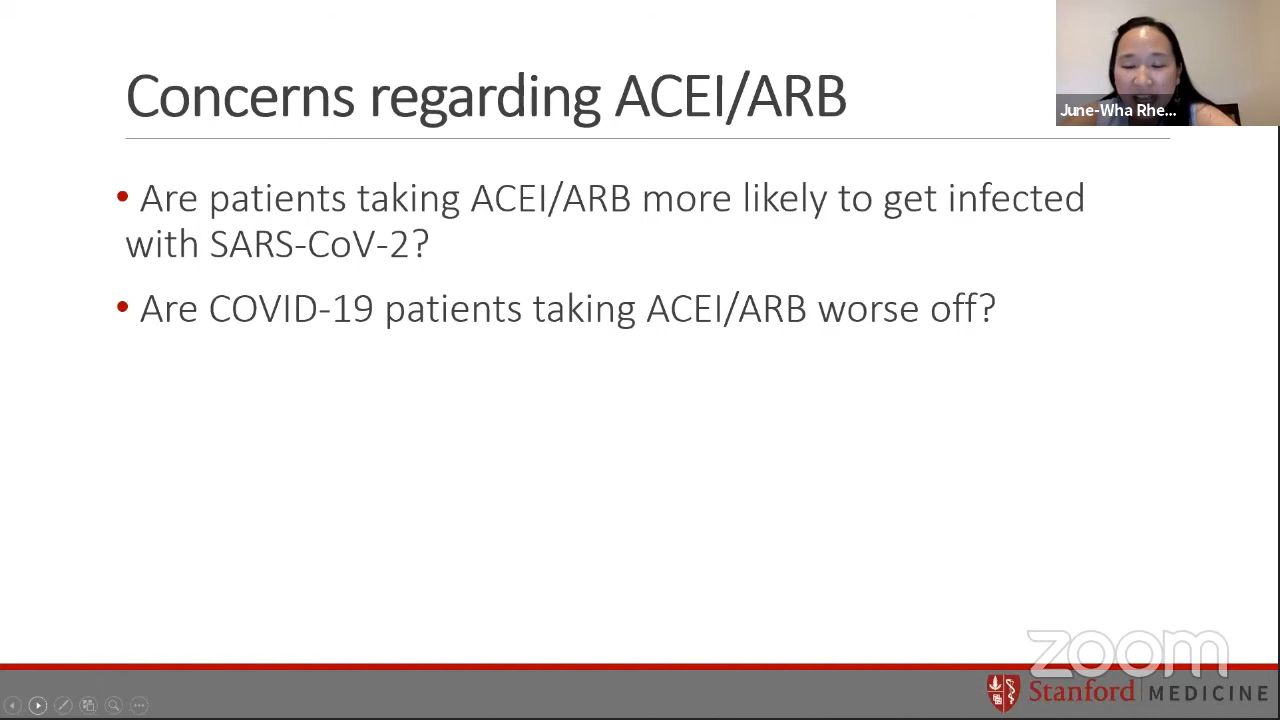 Concerns regarding ACEI/ARB
June-Wha Rhe...
• Are patients taking ACEI/ARB more likely to get infected
with SARS-CoV-2?
• Are COVID-19 patients taking ACEI/ARB worse off?
zoom
Stanford MEDICINE